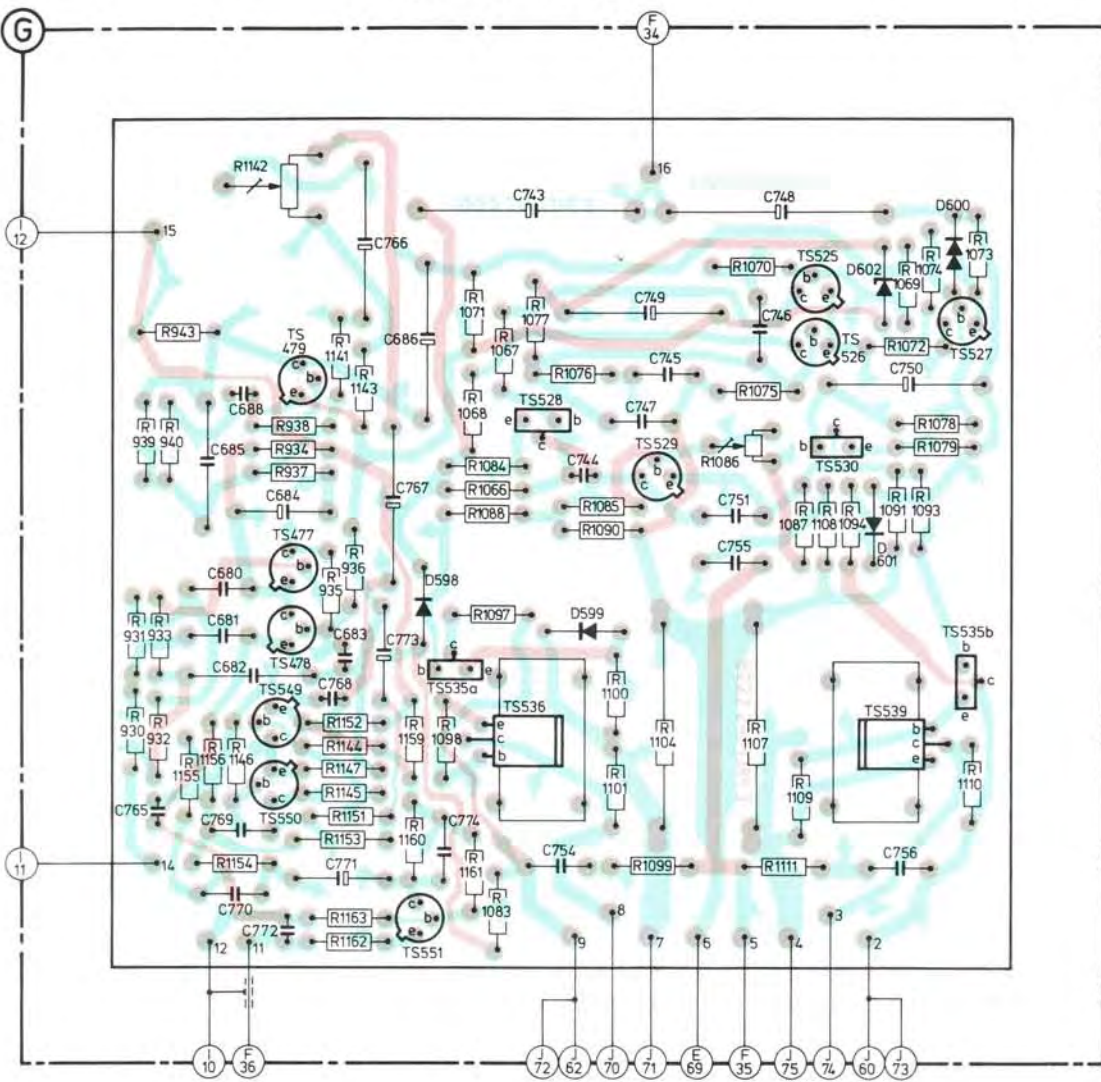 G
F
34
R1142
16
C743
C748
D600
I
12
15
C766
R
1073
R
1074
R
1069
D602
TS525
R1070
b
c
e
R
1071
R
1077
C749
C746
C686
R943
TS
479
c
b
e
R
1141
R
1143
R
1067
TS
526
b
c
e
b
c
e
TS527
R1072
C750
R1076
C745
R1075
C688
R
1068
TS528
e
b
c
C747
R1078
R
939
R
940
C685
R938
R934
R937
TS529
b
c
e
R1086
b
e
c
TS530
R1079
R1084
C744
R1066
R1085
R1088
R1090
C767
C684
C751
R
1087
R
1108
R
1094
D
601
R
1091
R
1093
TS477
c
b
e
R
936
C755
C680
R
935
D598
R1097
D599
R
931
R
933
C681
c
b
e
TS478
C683
C773
TS535b
b
c
e
C682
C768
b
e
c
TS535a
R
1100
TS549
e
b
c
TS536
e
c
b
TS539
b
c
e
R
930
R
932
R1152
R1144
R
1159
R
1098
R
1104
R
1107
R
1155
R
1156
R
1146
R1147
R1145
e
b
c
TS550
R
1101
R
1109
R
1110
C765
C769
R1151
R1153
R
1160
C774
I
11
14
R1154
C771
R
1161
C754
R1099
R1111
C756
C770
R
1083
C772
R1163
R1162
c
b
e
TS551
12
11
9
8
7
6
5
4
3
2
I
10
F
36
J
72
J
62
J
70
J
71
E
69
F
35
J
75
J
74
J
60
J
73